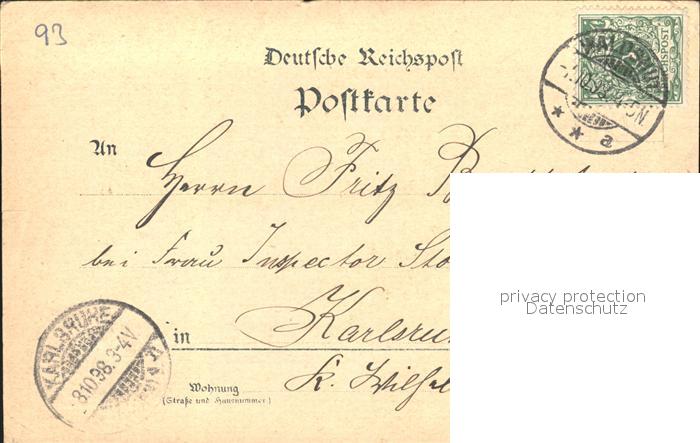 93
Deutsche Reichspost
Postkarte
An
Herrn Fritz
bei Frau Inspector
privacy protection
Datenschutz
in Karlsru
KARLSRUHE
8.10.98.3-4V.
Wohnung
(Straße und Hausnummer)
K.
a